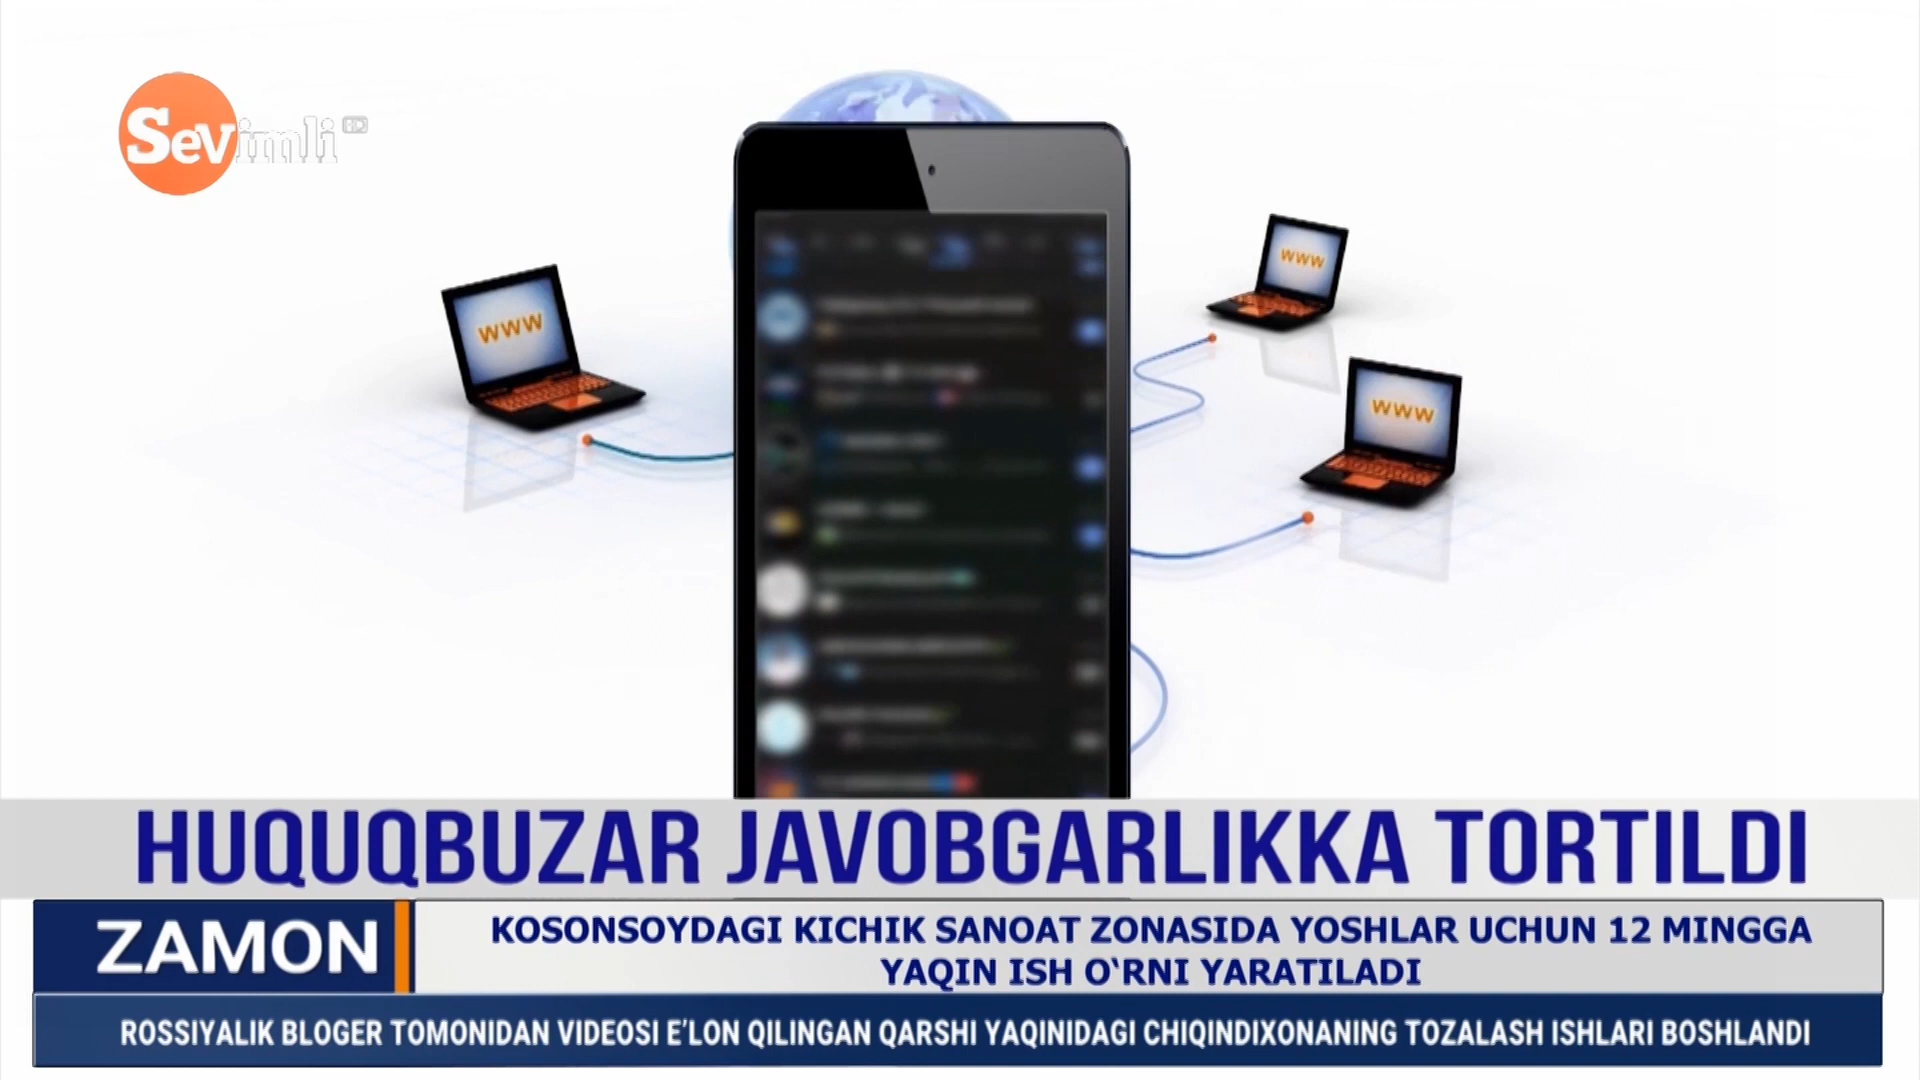 Sevimli HD
www
www
www
HUQUQBUZAR JAVOBGARLIKKA TORTILDI
ZAMON
KOSONSOYDAGI KICHIK SANOAT ZONASIDA YOSHLAR UCHUN 12 MINGGA
YAQIN ISH O‘RNI YARATILADI
ROSSIYALIK BLOGER TOMONIDAN VIDEOSI E’LON QILINGAN QARSHI YAQINIDAGI CHIQINDIXONANING TOZALASH ISHLARI BOSHLANDI